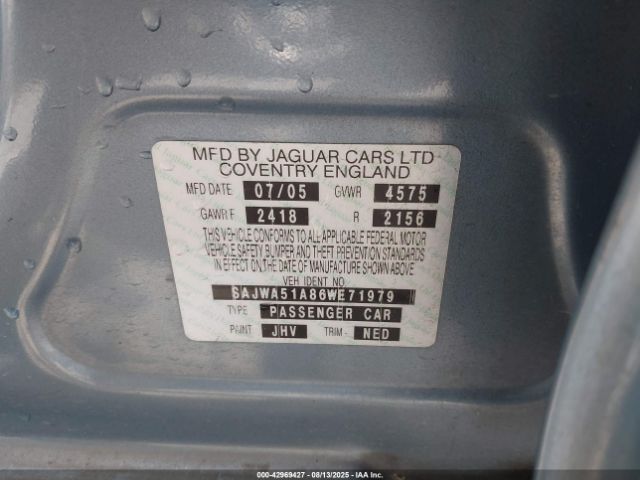 MFD BY JAGUAR CARS LTD
COVENTRY ENGLAND
MFD DATE 07/05 GVWR 4575
GAWR F 2418 R 2156
THIS VEHICLE CONFORMS TO ALL APPLICABLE FEDERAL MOTOR
VEHICLE SAFETY BUMPER AND THEFT PREVENTION STANDARDS
IN EFFECT ON THE DATE OF MANUFACTURE SHOWN ABOVE.
VEH IDENT NO.
SAJWA51A86WE71979
TYPE PASSENGER CAR
PAINT JHV TRIM- NED
000-42969427 - 08/13/2025 - IAAI, Inc.